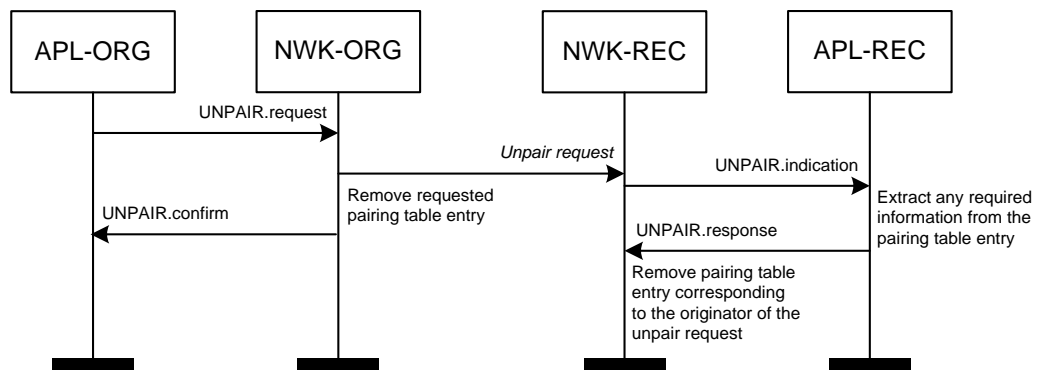 APL-ORG
NWK-ORG
NWK-REC
APL-REC
UNPAIR.request
Unpair request
UNPAIR.indication
Remove requested
pairing table entry
Extract any required
information from the
pairing table entry
UNPAIR.confirm
UNPAIR.response
Remove pairing table
entry corresponding
to the originator of the
unpair request